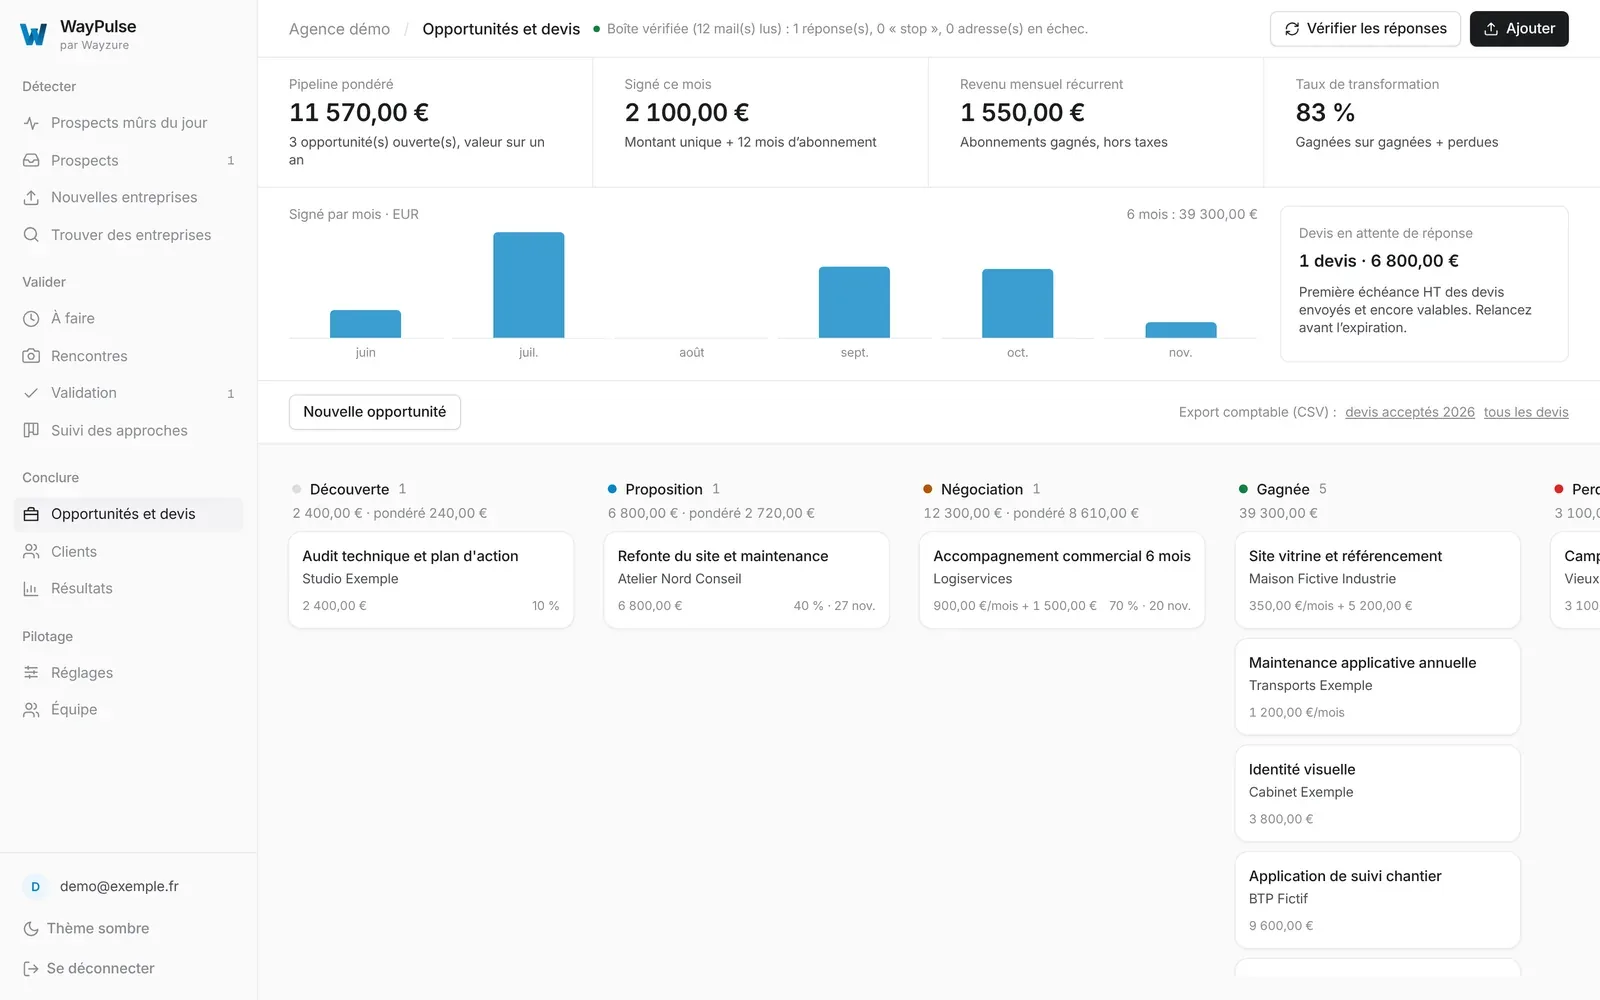 WayPulse
par Wayzure
Détecter
Prospects mûrs du jour
Prospects 1
Nouvelles entreprises
Trouver des entreprises
Valider
À faire
Rencontres
Validation 1
Suivi des approches
Conclure
Opportunités et devis
Clients
Résultats
Pilotage
Réglages
Équipe
D demo@exemple.fr
Thème sombre
Se déconnecter
Agence démo / Opportunités et devis Boîte vérifiée (12 mail(s) lus) : 1 réponse(s), 0 « stop », 0 adresse(s) en échec.
Vérifier les réponses
Ajouter
Pipeline pondéré
11 570,00 €
3 opportunité(s) ouverte(s), valeur sur un
an
Signé ce mois
2 100,00 €
Montant unique + 12 mois d’abonnement
Revenu mensuel récurrent
1 550,00 €
Abonnements gagnés, hors taxes
Taux de transformation
83 %
Gagnées sur gagnées + perdues
Signé par mois · EUR
6 mois : 39 300,00 €
juin juil. août sept. oct. nov.
Devis en attente de réponse
1 devis · 6 800,00 €
Première échéance HT des devis
envoyés et encore valables. Relancez
avant l’expiration.
Nouvelle opportunité
Export comptable (CSV) : devis acceptés 2026 tous les devis
Découverte 1
2 400,00 € · pondéré 240,00 €
Audit technique et plan d'action
Studio Exemple
2 400,00 € 10 %
Proposition 1
6 800,00 € · pondéré 2 720,00 €
Refonte du site et maintenance
Atelier Nord Conseil
6 800,00 € 40 % · 27 nov.
Négociation 1
12 300,00 € · pondéré 8 610,00 €
Accompagnement commercial 6 mois
Logiservices
900,00 €/mois + 1 500,00 € 70 % · 20 nov.
Gagnée 5
39 300,00 €
Site vitrine et référencement
Maison Fictive Industrie
350,00 €/mois + 5 200,00 €
Maintenance applicative annuelle
Transports Exemple
1 200,00 €/mois
Identité visuelle
Cabinet Exemple
3 800,00 €
Application de suivi chantier
BTP Fictif
9 600,00 €
Vieux